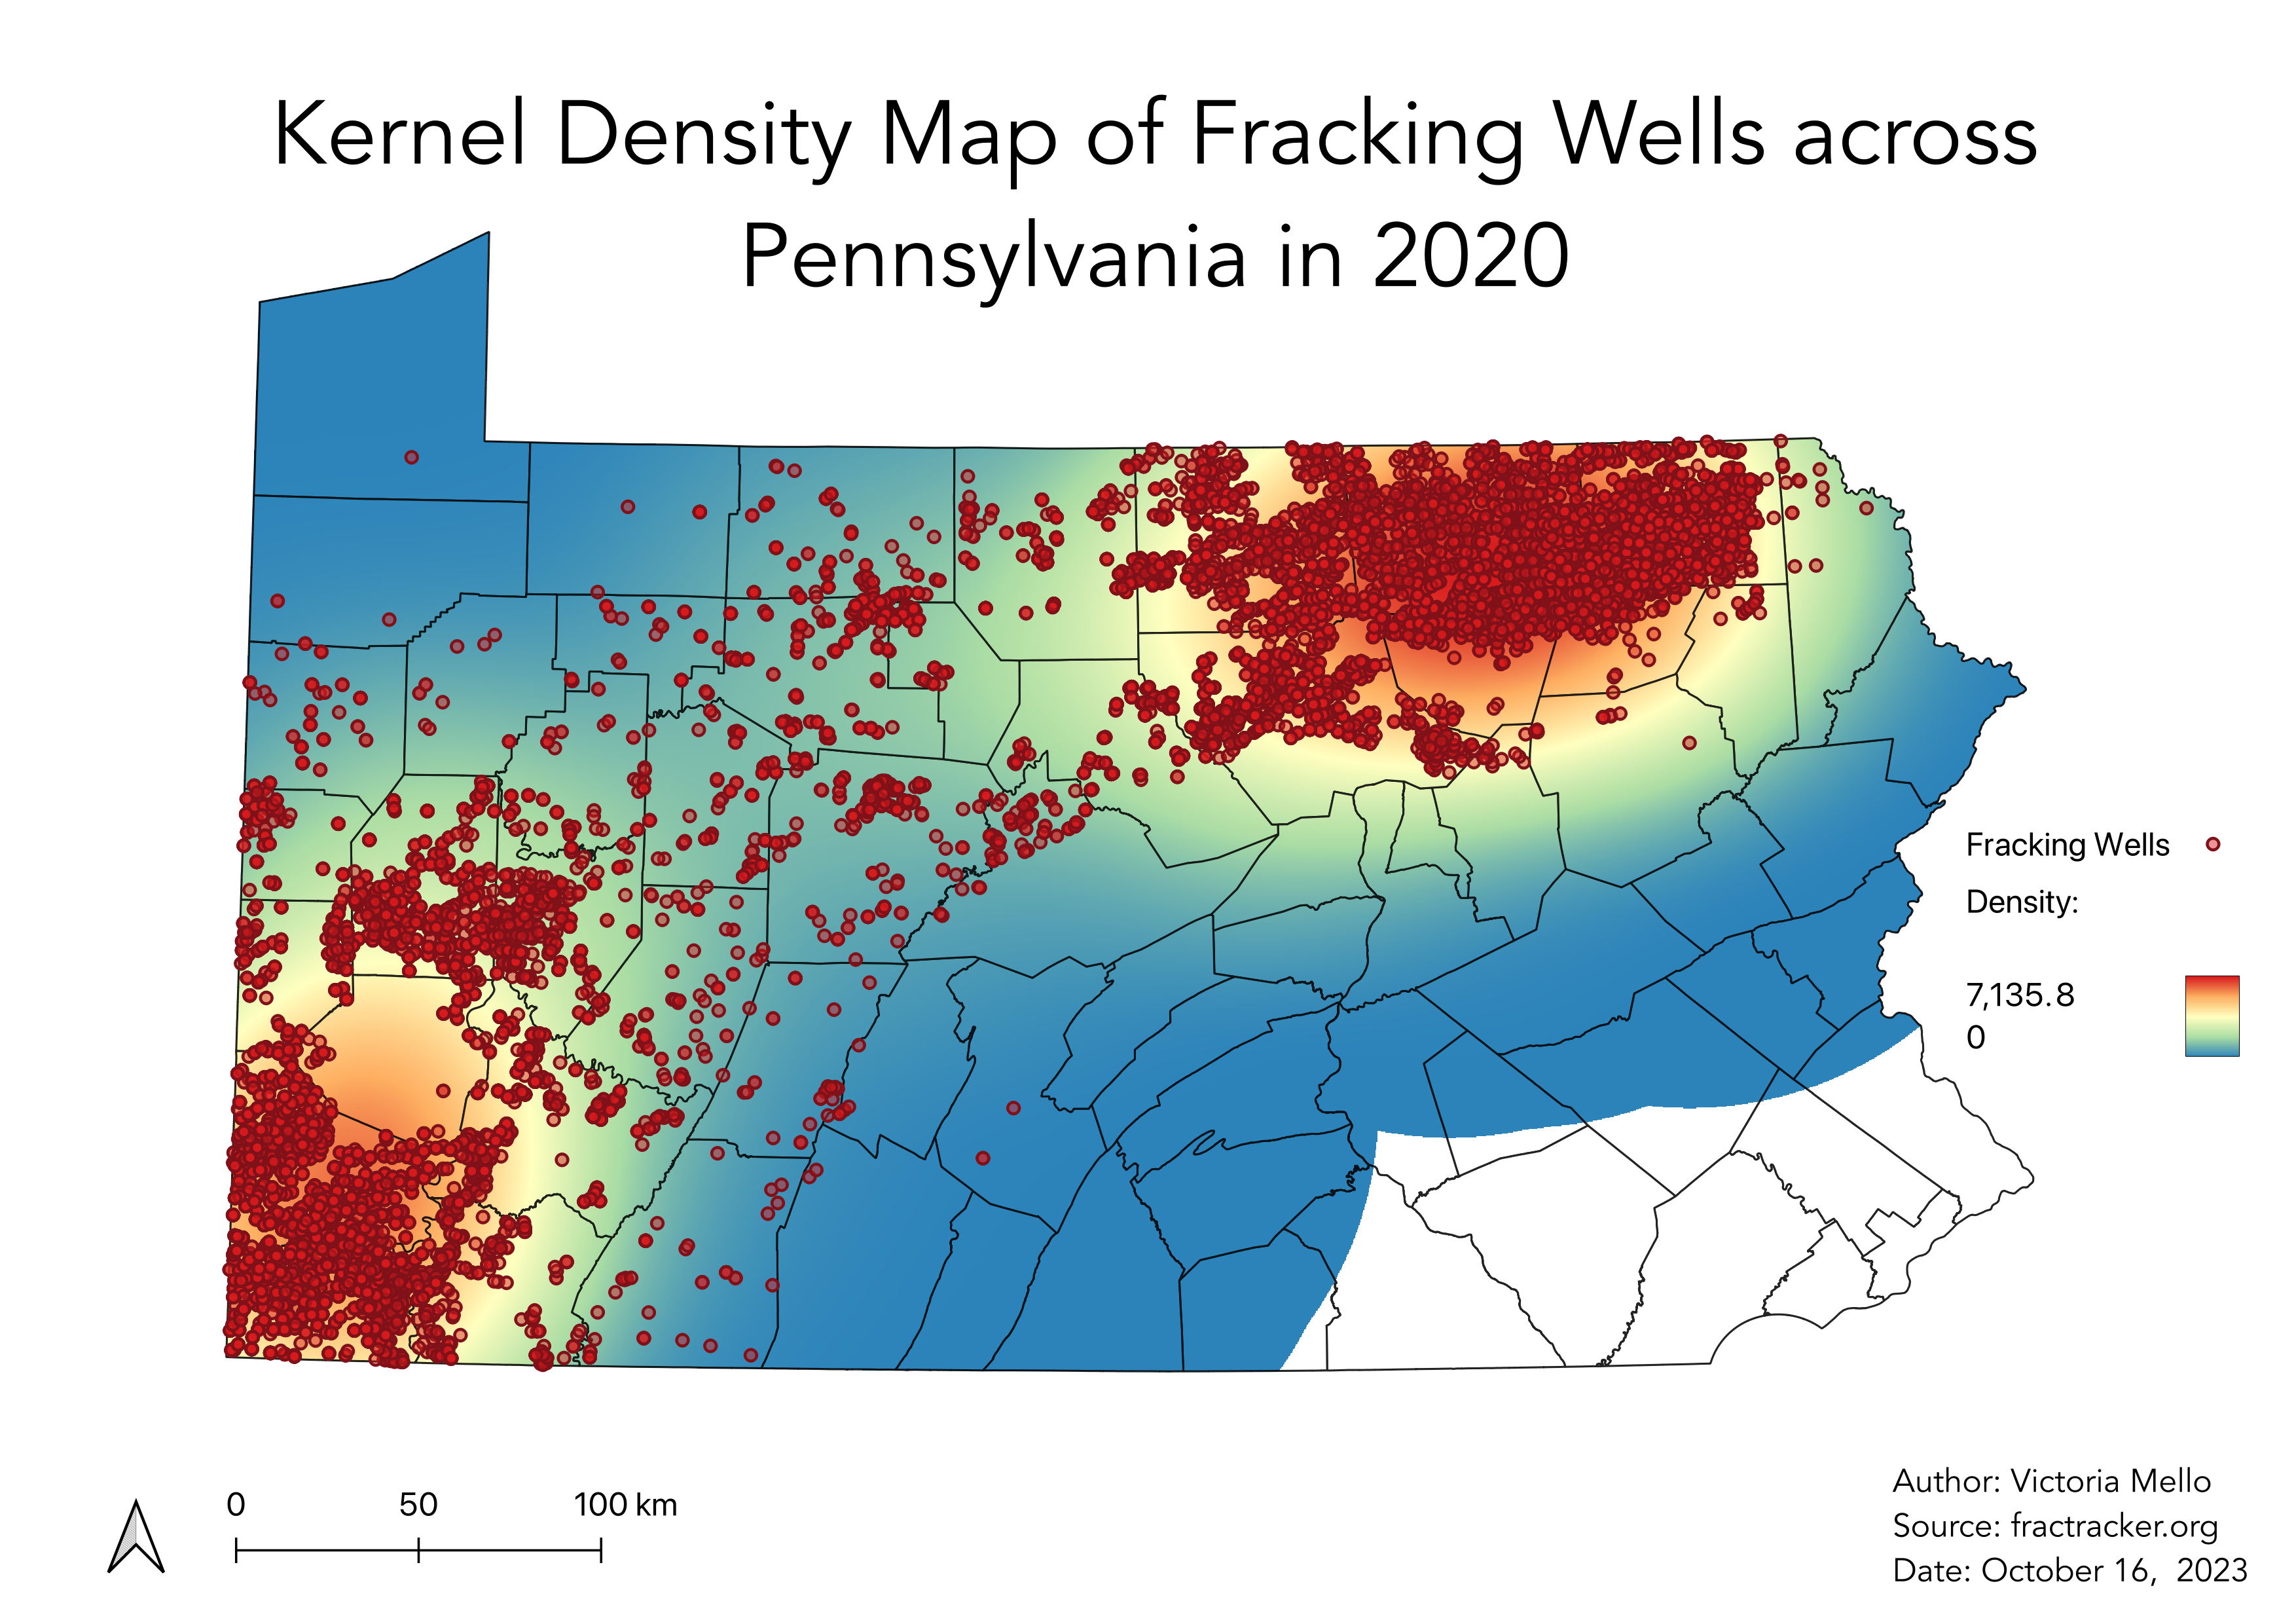 Kernel Density Map of Fracking Wells across
Pennsylvania in 2020
Fracking Wells
Density:
7,135.8
0
0 50 100 km
Author: Victoria Mello
Source: fractracker.org
Date: October 16, 2023